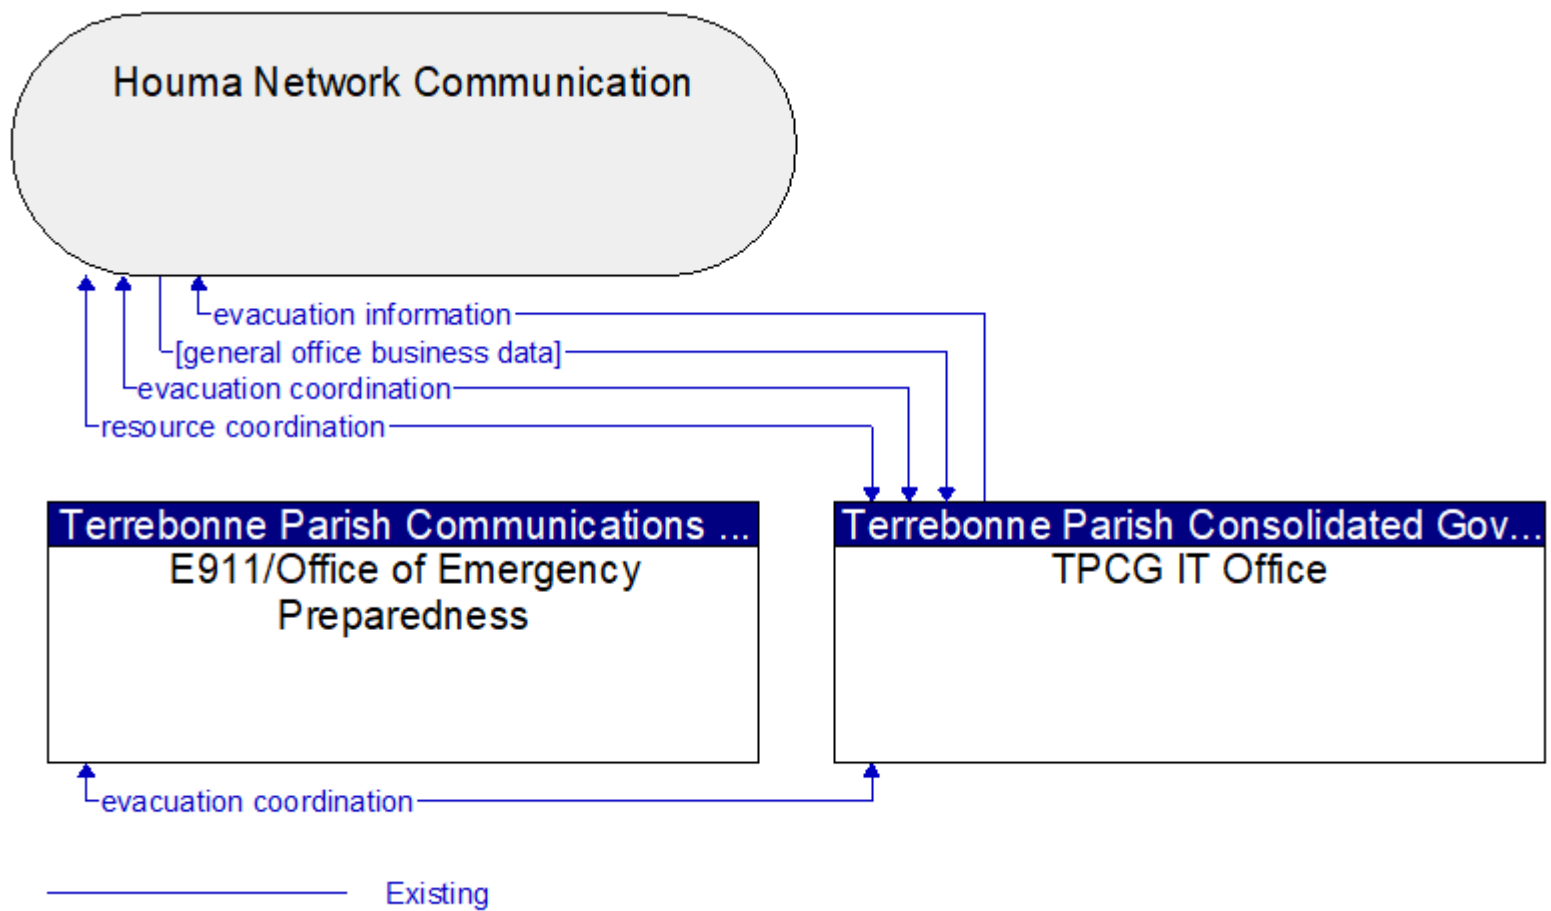 Houma Network Communication
evacuation information
[general office business data]
evacuation coordination
resource coordination
Terrebonne Parish Communications ...
E911/Office of Emergency
Preparedness
Terrebonne Parish Consolidated Gov...
TPCG IT Office
evacuation coordination
Existing